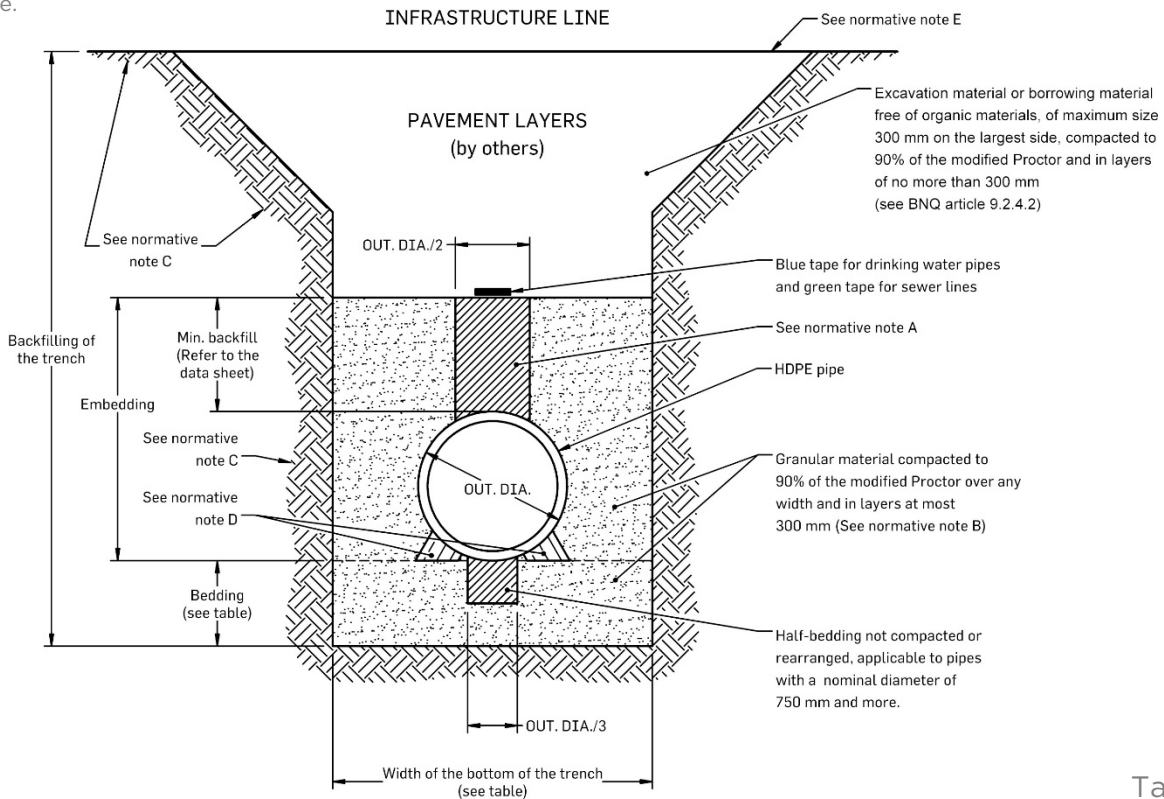 e.
INFRASTRUCTURE LINE
See normative note E
PAVEMENT LAYERS
(by others)
Excavation material or borrowing material
free of organic materials, of maximum size
300 mm on the largest side, compacted to
90% of the modified Proctor and in layers
of no more than 300 mm
(see BNQ article 9.2.4.2)
See normative
note C
OUT. DIA./2
Blue tape for drinking water pipes
and green tape for sewer lines
Backfilling of
the trench
Min. backfill
(Refer to the
data sheet)
See normative note A
HDPE pipe
Embedding
See normative
note C
See normative
note D
OUT. DIA.
Granular material compacted to
90% of the modified Proctor over any
width and in layers at most
300 mm (See normative note B)
Bedding
(see table)
Half-bedding not compacted or
rearranged, applicable to pipes
with a nominal diameter of
750 mm and more.
OUT. DIA./3
Width of the bottom of the trench
(see table)
Ta